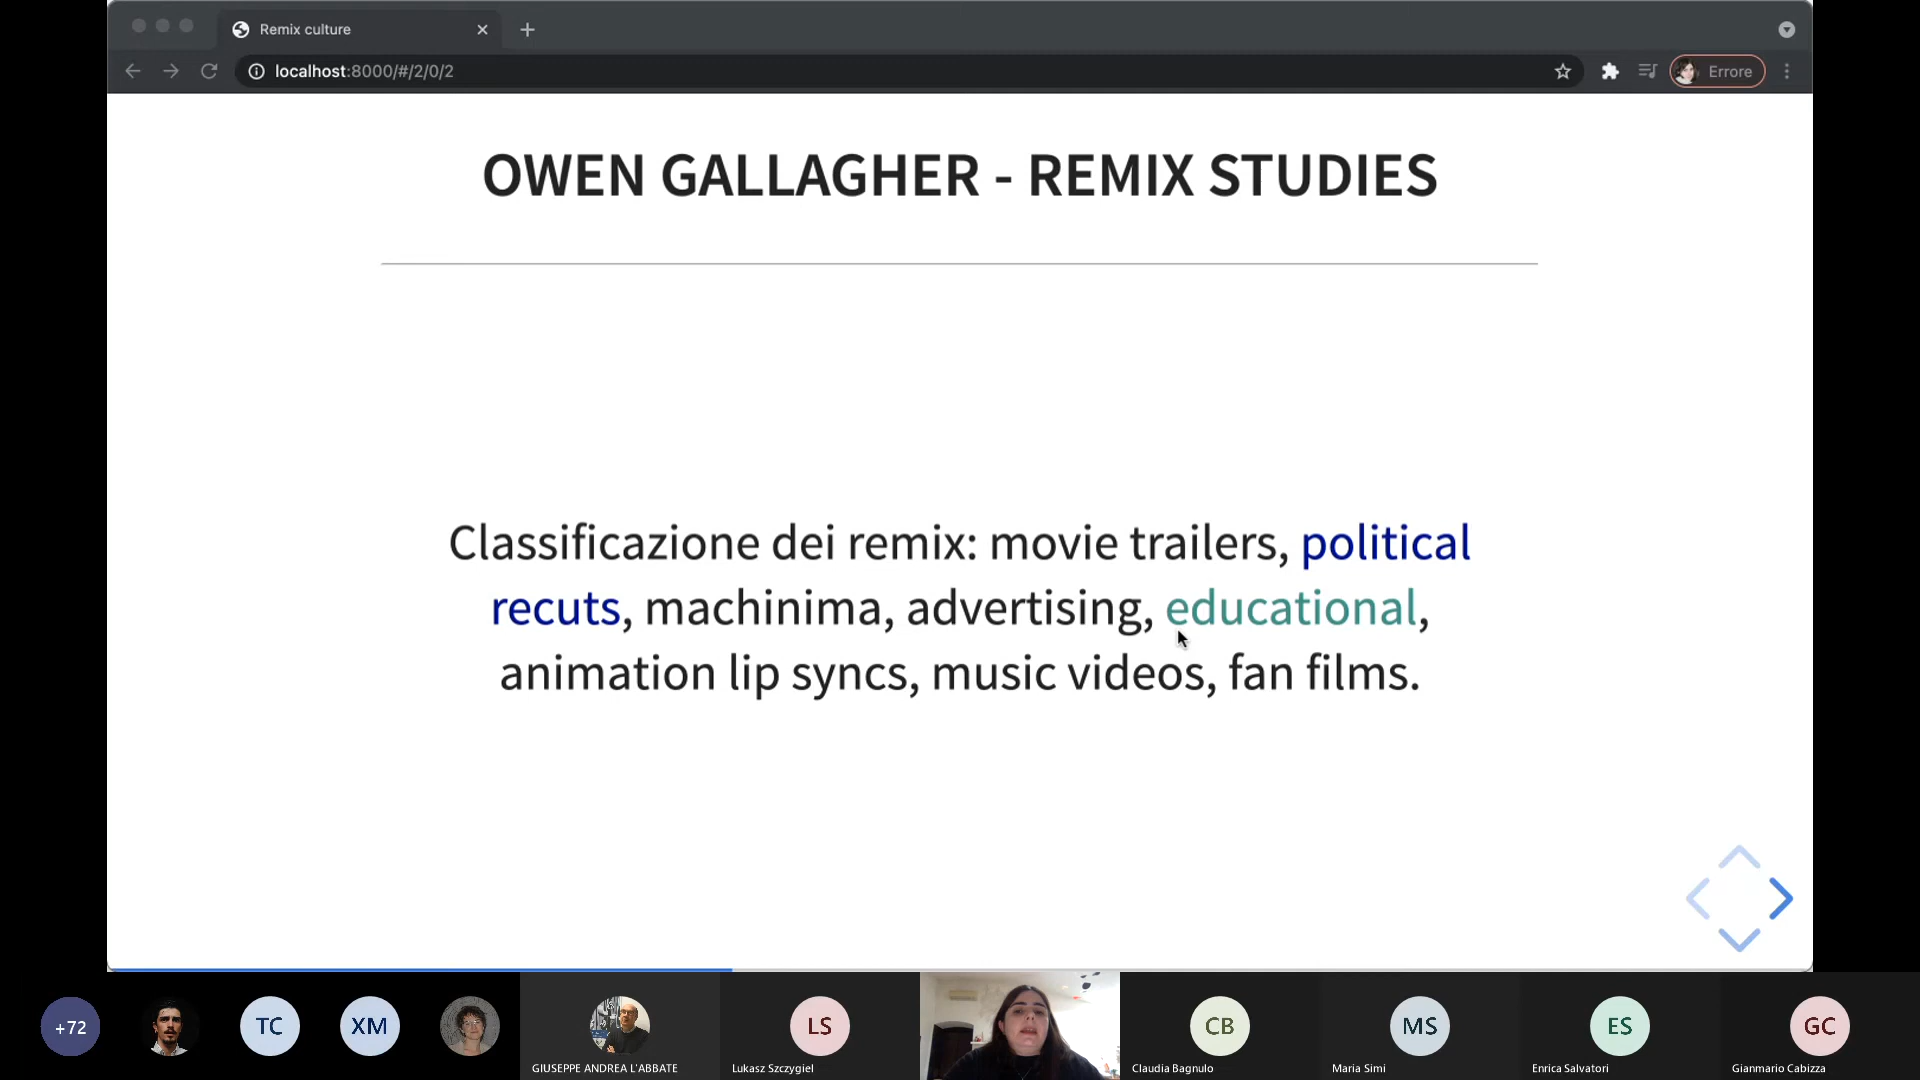 Remix culture
localhost:8000/#/2/0/2
Errore
OWEN GALLAGHER - REMIX STUDIES
Classificazione dei remix: movie trailers, political
recuts, machinima, advertising, educational,
animation lip syncs, music videos, fan films.
+72
TC
XM
LS
CB
MS
ES
GC
GIUSEPPE ANDREA L'ABBATE
Lukasz Szczygiel
Claudia Bagnulo
Maria Simi
Enrica Salvatori
Gianmario Cabizza